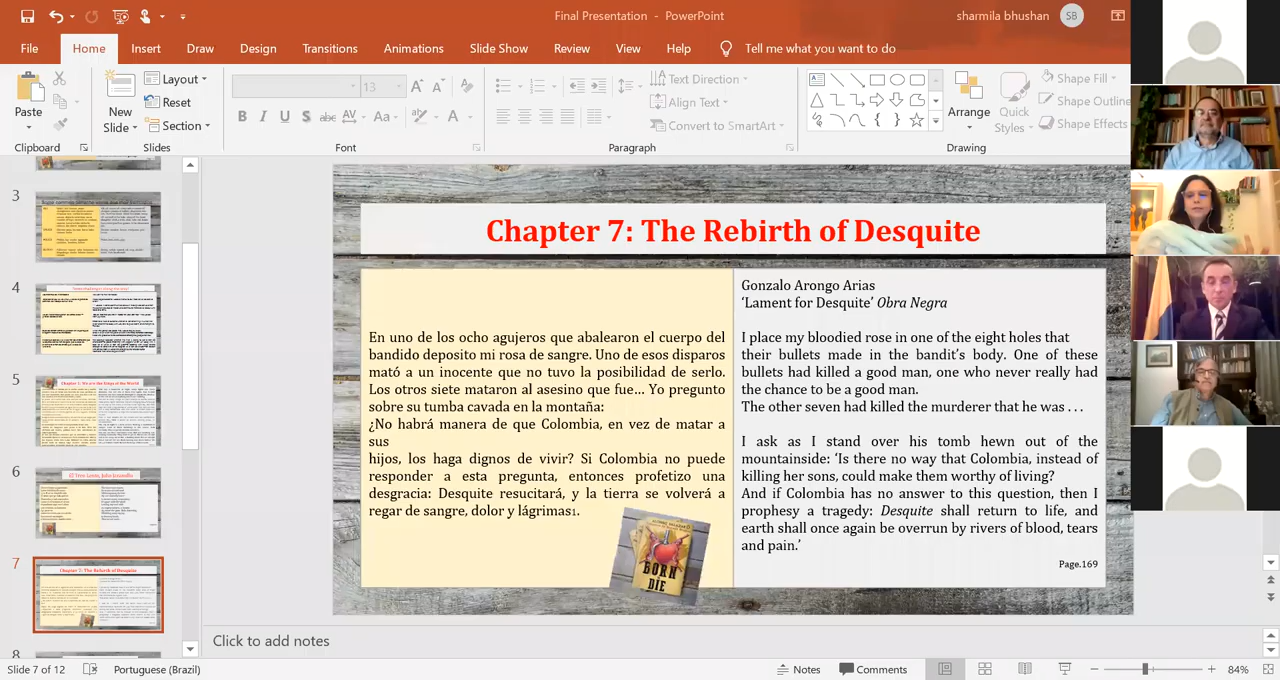 Final Presentation - PowerPoint
sharmila bhushan
SB
File
Home
Insert
Draw
Design
Transitions
Animations
Slide Show
Review
View
Help
Tell me what you want to do
Paste
New
Slide
Layout
Reset
Section
13
B I U S abc AV Aa A
Text Direction
Align Text
Convert to SmartArt
Arrange
Quick
Styles
Shape Fill
Shape Outline
Shape Effects
Clipboard
Slides
Font
Paragraph
Drawing
3
4
5
6
7
8
Chapter 7: The Rebirth of Desquite
En uno de los ocho agujeros que abalearon el cuerpo del
bandido deposito mi rosa de sangre. Uno de esos disparos
mató a un inocente que no tuvo la posibilidad de serlo.
Los otros siete mataron al asesino que fue… Yo pregunto
sobre su tumba cavada en la montaña:
¿No habrá manera de que Colombia, en vez de matar a
sus
hijos, los haga dignos de vivir? Si Colombia no puede
responder a esta pregunta, entonces profetizo una
desgracia: Desquite resucitará, y la tierra se volverá a
regar de sangre, dolor y lágrimas1.
BORN
DIE
Gonzalo Arongo Arias
‘Lament for Desquite’ Obra Negra
I place my blodied rose in one of the eight holes that
their bullets made in the bandit’s body. One of these
bullets had killed a good man, one who never really had
the chance to be a good man.
The other seven had killed the murderer that he was . . .
ask as I stand over his tomb hewn out of the
mountainside: ‘Is there no way that Colombia, instead of
killing her sons, could make them worthy of living?
if Colombia has no answer to this question, then I
prophesy a tragedy: Desquite shall return to life, and
earth shall once again be overrun by rivers of blood, tears
and pain.’
Page.169
Click to add notes
Slide 7 of 12
Portuguese (Brazil)
Notes
Comments
84%